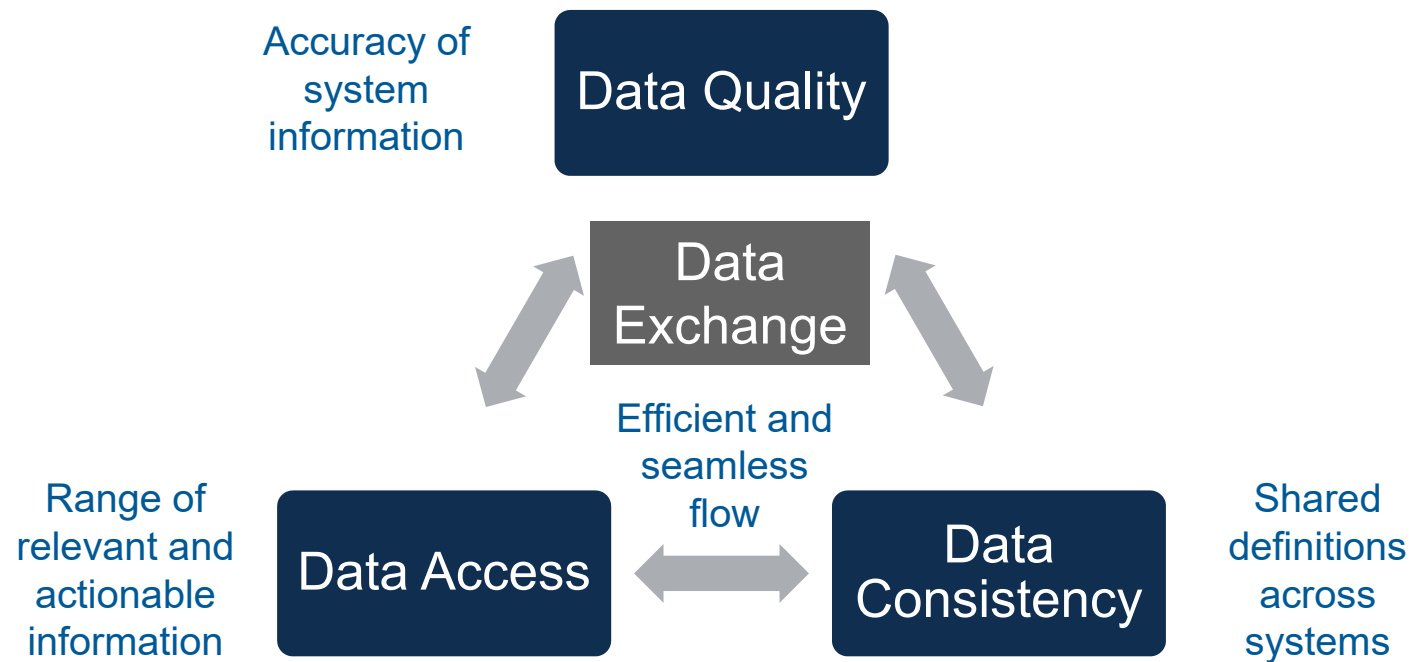 Accuracy of
system
information
Data Quality
Data
Exchange
Efficient and
seamless
flow
Range of
relevant and
actionable
information
Data Access
Data
Consistency
Shared
definitions
across
systems